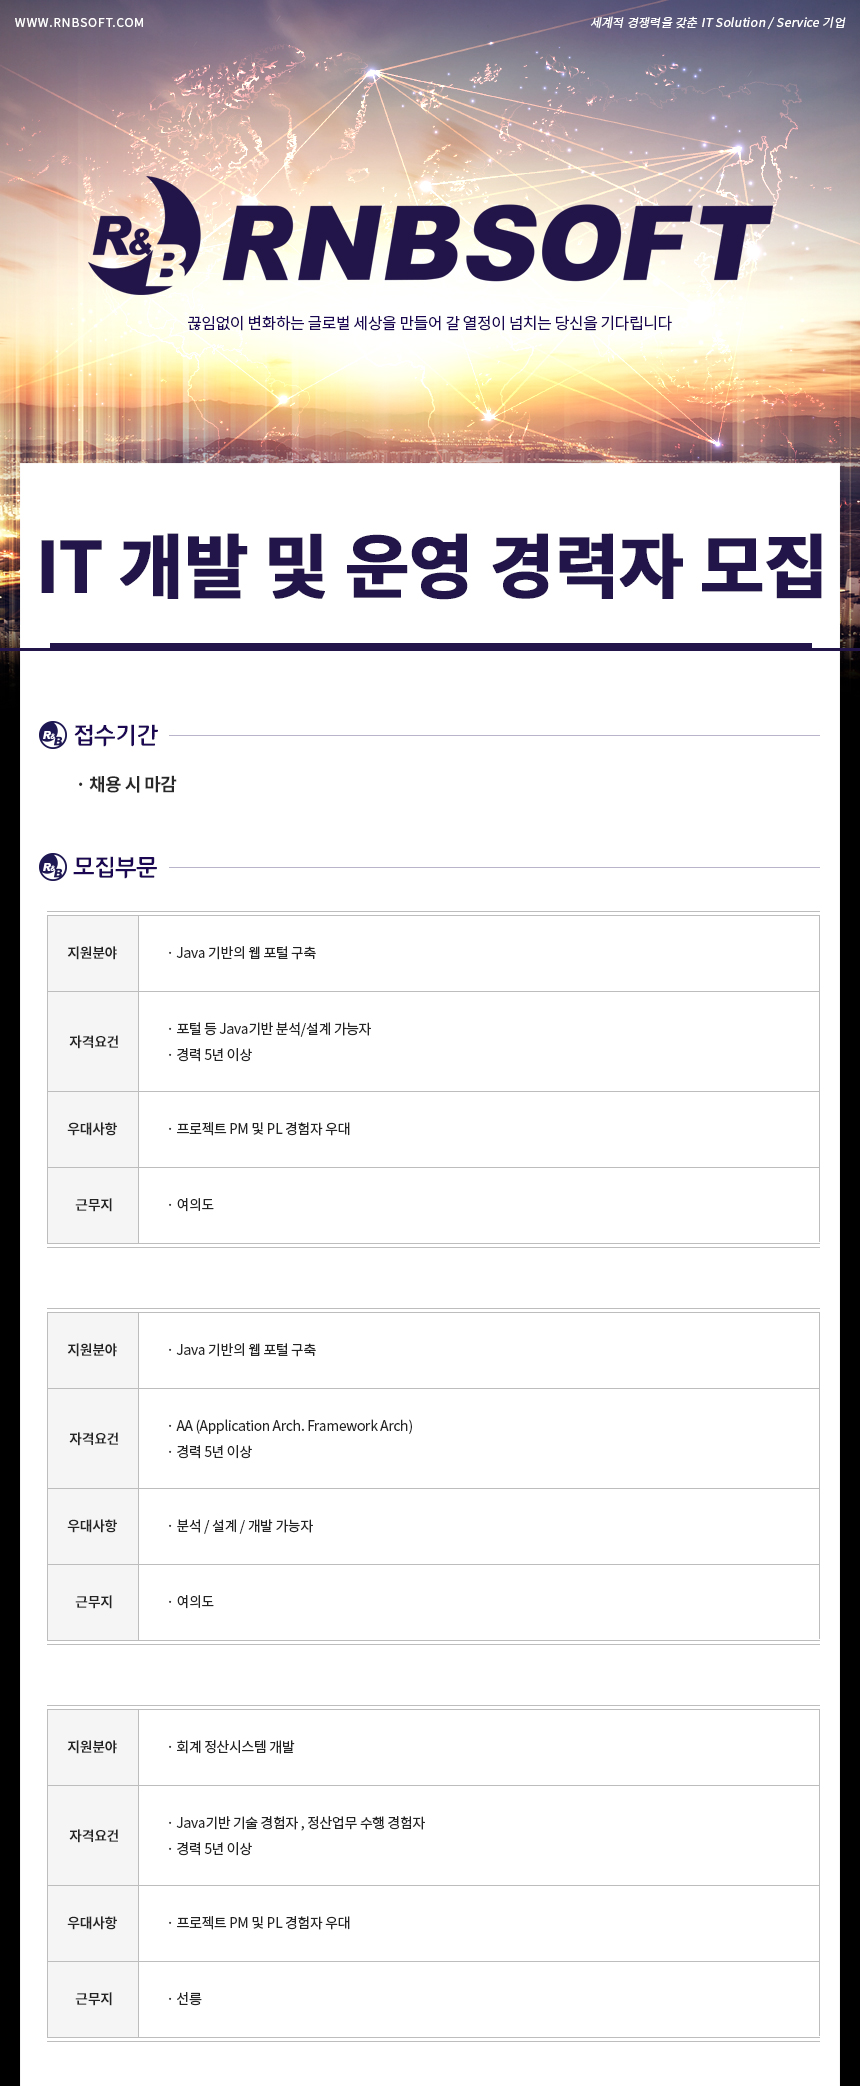 WWW.RNBSOFT.COM
세계적 경쟁력을 갖춘 IT Solution / Service 기업
R&B RNBSOFT
끊임없이 변화하는 글로벌 세상을 만들어 갈 열정이 넘치는 당신을 기다립니다
IT 개발 및 운영 경력자 모집
R&B 접수기간
· 채용 시 마감
R&B 모집부문
지원분야 · Java 기반의 웹 포털 구축
자격요건 · 포털 등 Java기반 분석/설계 가능자
· 경력 5년 이상
우대사항 · 프로젝트 PM 및 PL 경험자 우대
근무지 · 여의도
지원분야 · Java 기반의 웹 포털 구축
자격요건 · AA (Application Arch. Framework Arch)
· 경력 5년 이상
우대사항 · 분석 / 설계 / 개발 가능자
근무지 · 여의도
지원분야 · 회계 정산시스템 개발
자격요건 · Java기반 기술 경험자 , 정산업무 수행 경험자
· 경력 5년 이상
우대사항 · 프로젝트 PM 및 PL 경험자 우대
근무지 · 선릉